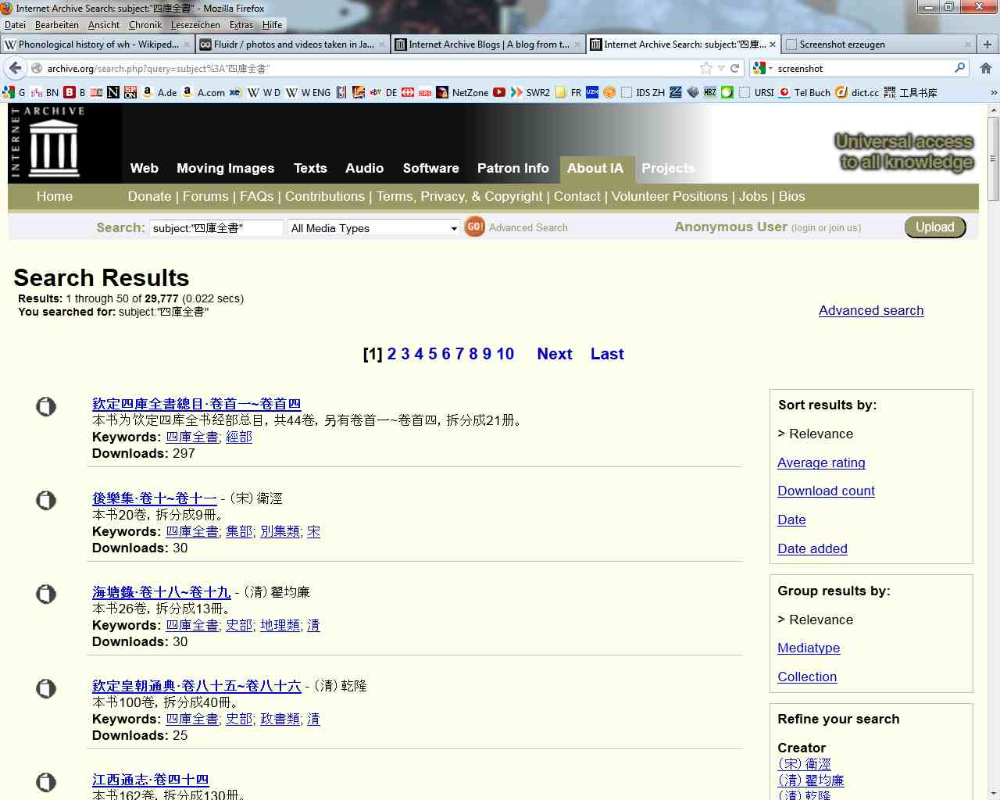 Internet Archive Search: subject:"四庫全書" - Mozilla Firefox
Datei Bearbeiten Ansicht Chronik Lesezeichen Extras Hilfe
Phonological history of wh - Wikiped...
Fluidr / photos and videos taken in Ja...
Internet Archive Blogs | A blog from t...
Internet Archive Search: subject:"四庫...
Screenshot erzeugen
archive.org/search.php?query=subject%3A"四庫全書"
screenshot
G BN B N A.de A.com W D W ENG DE NetZone SWR2 FR IDS ZH URSI Tel Buch dict.cc 工具书库 »
INTERNET ARCHIVE
Universal access
to all knowledge
Web Moving Images Texts Audio Software Patron Info About IA Projects
Home Donate | Forums | FAQs | Contributions | Terms, Privacy, & Copyright | Contact | Volunteer Positions | Jobs | Bios
Search: subject:"四庫全書" All Media Types GO! Advanced Search Anonymous User (login or join us) Upload
Search Results
Results: 1 through 50 of 29,777 (0.022 secs)
You searched for: subject:"四庫全書"
Advanced search
[1] 2 3 4 5 6 7 8 9 10 Next Last
欽定四庫全書總目·卷首一~卷首四
本书为饮定四库全书经部总目, 共44卷, 另有卷首一~卷首四, 拆分成21册。
Keywords: 四庫全書; 經部
Downloads: 297
後樂集·卷十~卷十一 - (宋) 衛涇
本书20卷, 拆分成9冊。
Keywords: 四庫全書; 集部; 別集類; 宋
Downloads: 30
海塘錄·卷十八~卷十九 - (清) 翟均廉
本书26卷, 拆分成13冊。
Keywords: 四庫全書; 史部; 地理類; 清
Downloads: 30
欽定皇朝通典·卷八十五~卷八十六 - (清) 乾隆
本书100卷, 拆分成40冊。
Keywords: 四庫全書; 史部; 政書類; 清
Downloads: 25
江西通志·卷四十四
本书162卷, 拆分成130冊。
Sort results by:
> Relevance
Average rating
Download count
Date
Date added
Group results by:
> Relevance
Mediatype
Collection
Refine your search
Creator
(宋) 衛涇
(清) 翟均廉
(清) 乾隆